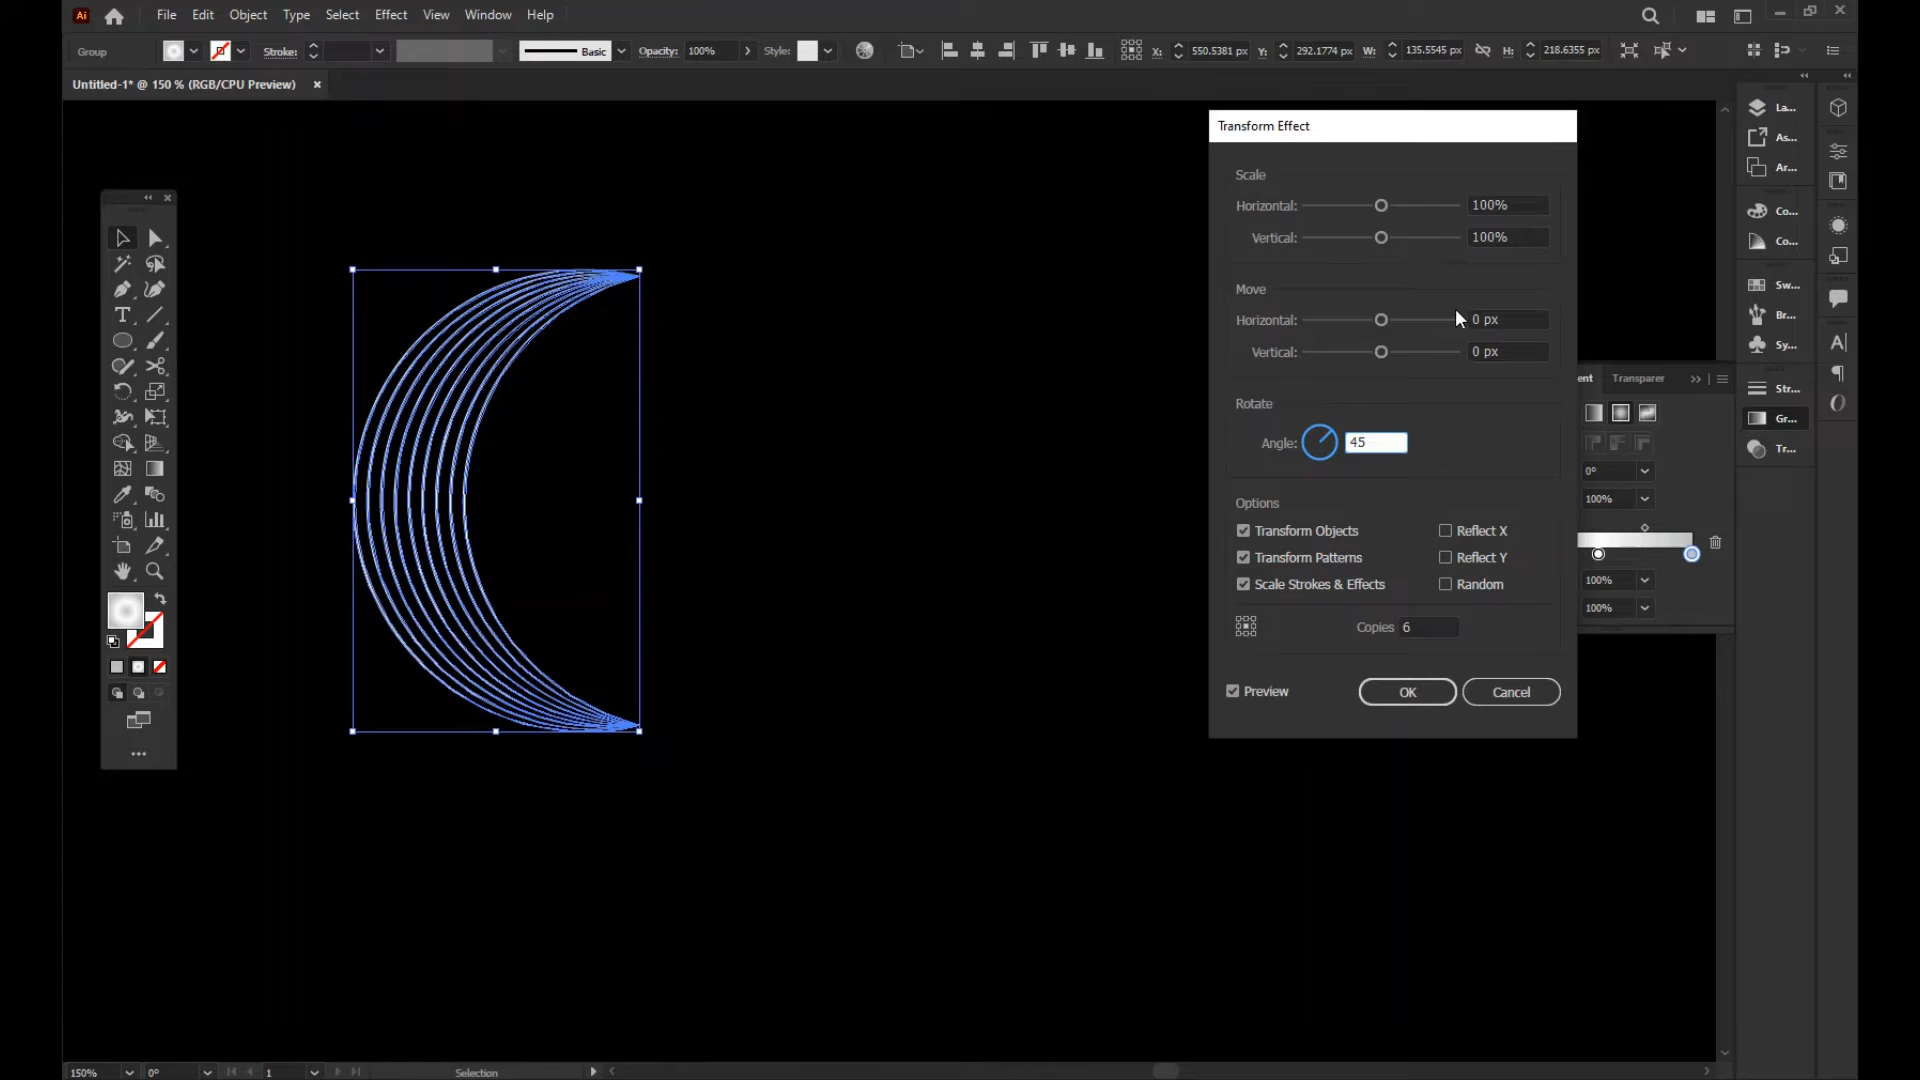 Ai File Edit Object Type Select Effect View Window Help
Group Stroke: Basic Opacity: 100% Style: X: 550.5381 px Y: 292.1774 px W: 135.5545 px H: 218.6355 px
Untitled-1* @ 150 % (RGB/CPU Preview) ×
Transform Effect
Scale
Horizontal: 100%
Vertical: 100%
Move
Horizontal: 0 px
Vertical: 0 px
Rotate
Angle: 45
Options
Transform Objects Reflect X
Transform Patterns Reflect Y
Scale Strokes & Effects Random
Copies 6
Preview OK Cancel
ent Transparer
0°
100%
100%
100%
La...
As...
Ar...
Co...
Co...
Sw...
Br...
Sy...
Str...
Gr...
Tr...
150% 0° 1 Selection